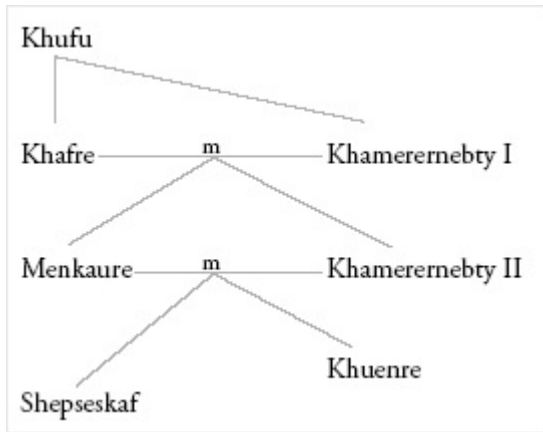 Khufu
Khafre m Khamerernebty I
Menkaure m Khamerernebty II
Khuenre
Shepseskaf